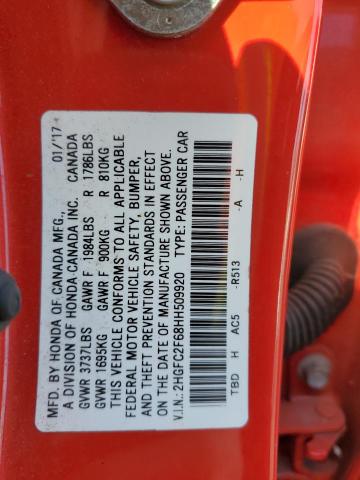 MFD. BY HONDA OF CANADA MFG., 01/17
A DIVISION OF HONDA CANADA INC. CANADA
GVWR 3737LBS GAWR F 1984LBS R 1786LBS
GVWR 1695KG GAWR F 900KG R 810KG
THIS VEHICLE CONFORMS TO ALL APPLICABLE
FEDERAL MOTOR VEHICLE SAFETY, BUMPER,
AND THEFT PREVENTION STANDARDS IN EFFECT
ON THE DATE OF MANUFACTURE SHOWN ABOVE.
V.I.N.: 2HGFC2F68HH509920 TYPE: PASSENGER CAR
TBD H AC5 -R513 -A -H